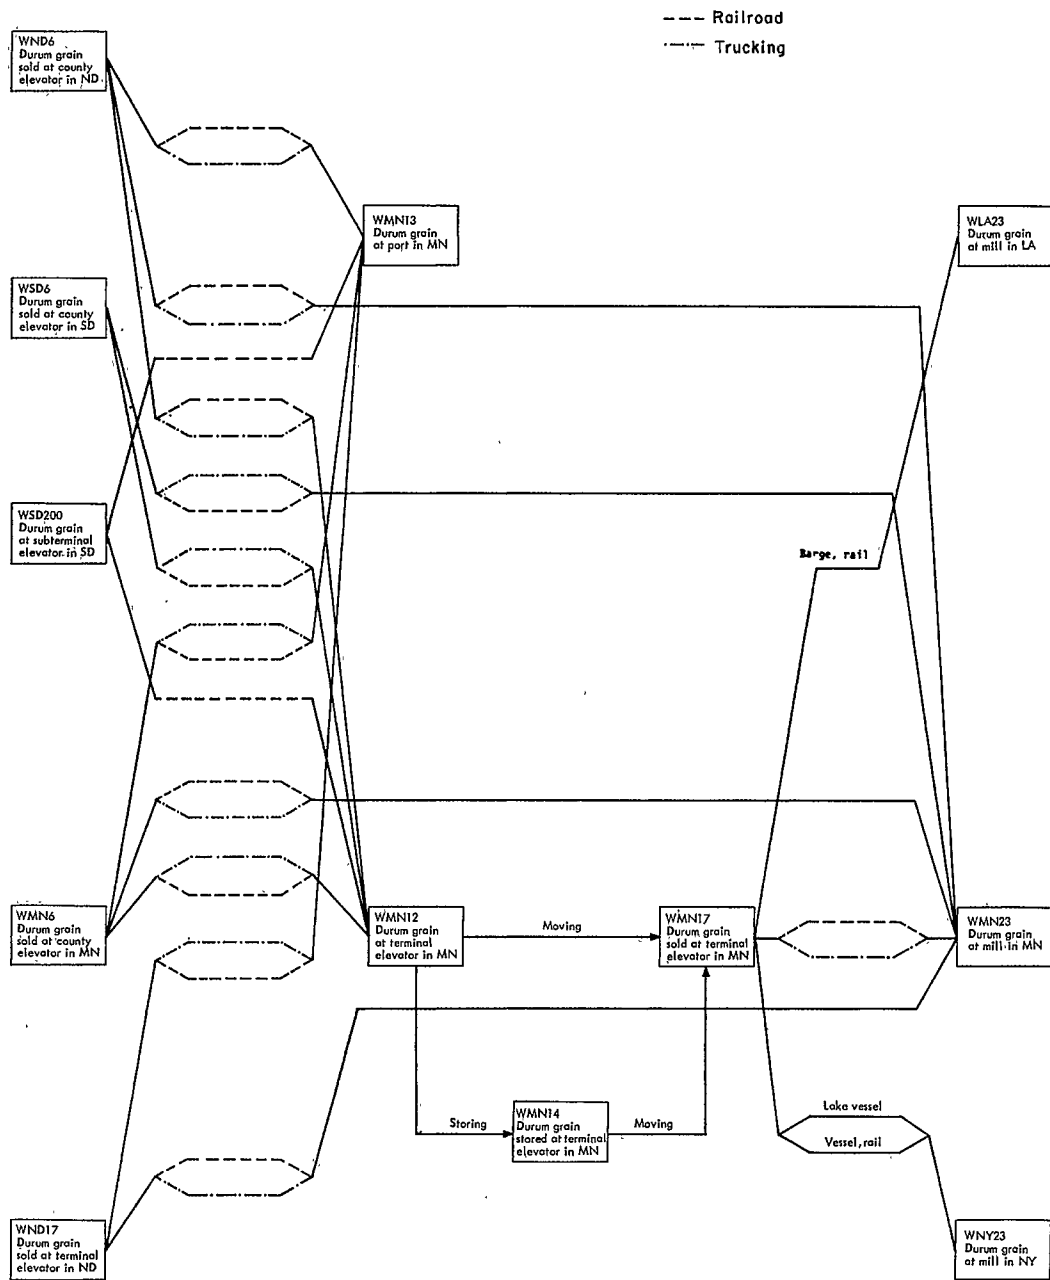 Railroad
Trucking
WND6
Durum grain
sold at county
elevator in ND
WMN13
Durum grain
at port in MN
WLA23
Durum grain
at mill in LA
WSD6
Durum grain
sold at county
elevator in SD
WSD200
Durum grain
at subterminal
elevator in SD
Barge, rail
WMN6
Durum grain
sold at county
elevator in MN
WMN12
Durum grain
at terminal
elevator in MN
Moving
WMN17
Durum grain
sold at terminal
elevator in MN
WMN23
Durum grain
at mill in MN
Storing
WMN14
Durum grain
stored at terminal
elevator in MN
Moving
Lake vessel
Vessel, rail
WND17
Durum grain
sold at terminal
elevator in ND
WNY23
Durum grain
at mill in NY